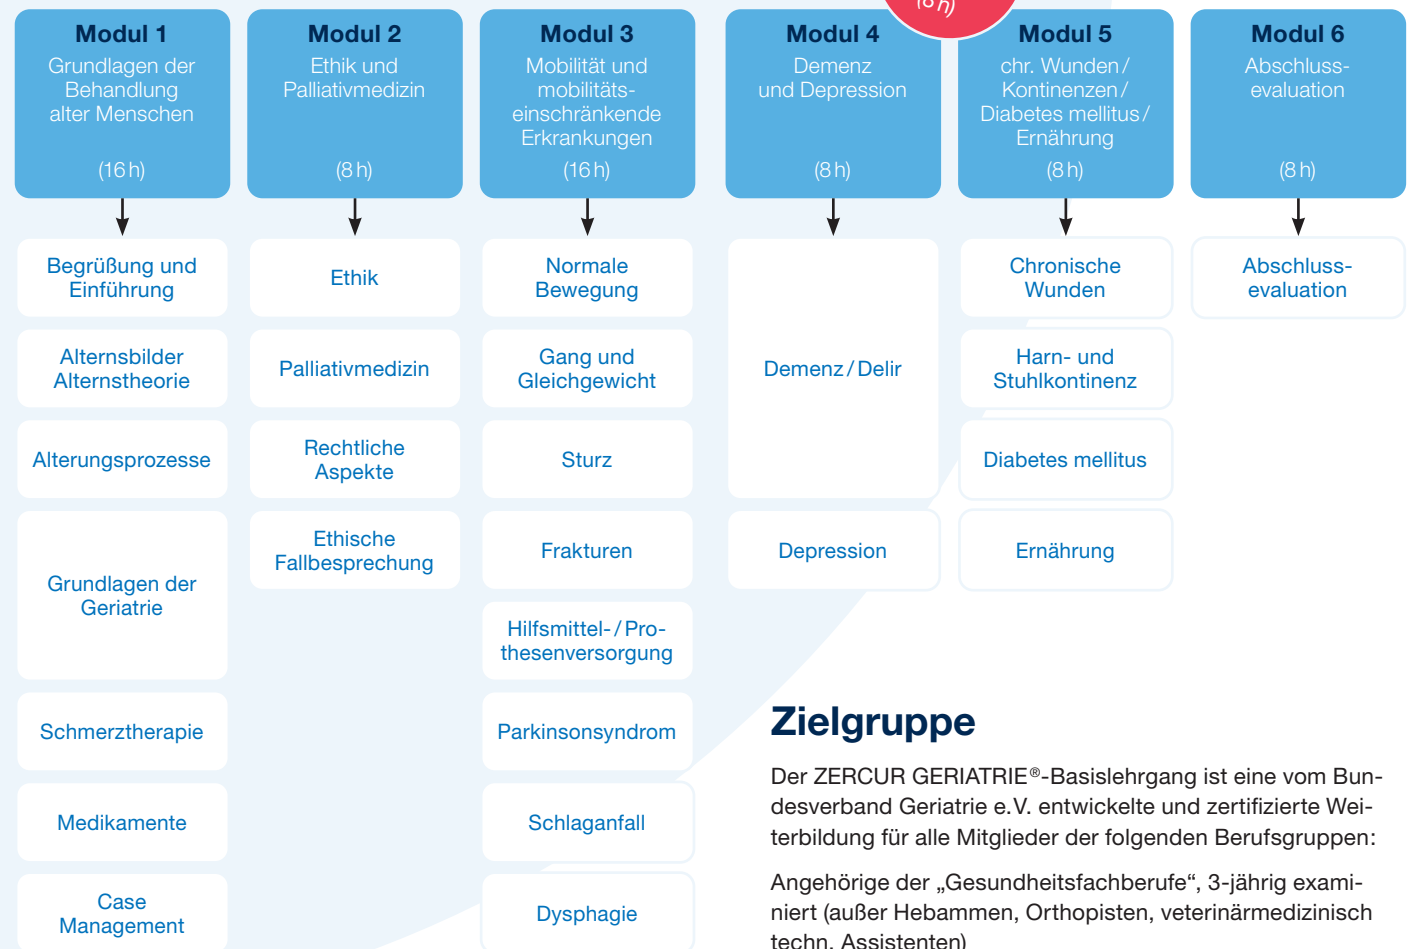 (8 h)
Modul 1
Grundlagen der
Behandlung
alter Menschen
(16 h)
Begrüßung und
Einführung
Alternsbilder
Alternstheorie
Alterungsprozesse
Grundlagen der
Geriatrie
Schmerztherapie
Medikamente
Case
Management
Modul 2
Ethik und
Palliativmedizin
(8 h)
Ethik
Palliativmedizin
Rechtliche
Aspekte
Ethische
Fallbesprechung
Modul 3
Mobilität und
mobilitäts-
einschränkende
Erkrankungen
(16 h)
Normale
Bewegung
Gang und
Gleichgewicht
Sturz
Frakturen
Hilfsmittel- / Pro-
thesenversorgung
Parkinsonsyndrom
Schlaganfall
Dysphagie
Modul 4
Demenz
und Depression
(8 h)
Demenz / Delir
Depression
Modul 5
chr. Wunden /
Kontinenzen /
Diabetes mellitus /
Ernährung
(8 h)
Chronische
Wunden
Harn- und
Stuhlkontinenz
Diabetes mellitus
Ernährung
Modul 6
Abschluss-
evaluation
(8 h)
Abschluss-
evaluation
Zielgruppe
Der ZERCUR GERIATRIE®-Basislehrgang ist eine vom Bun-
desverband Geriatrie e.V. entwickelte und zertifizierte Wei-
terbildung für alle Mitglieder der folgenden Berufsgruppen:
Angehörige der „Gesundheitsfachberufe“, 3-jährig exami-
niert (außer Hebammen, Orthopisten, veterinärmedizinisch
techn. Assistenten)